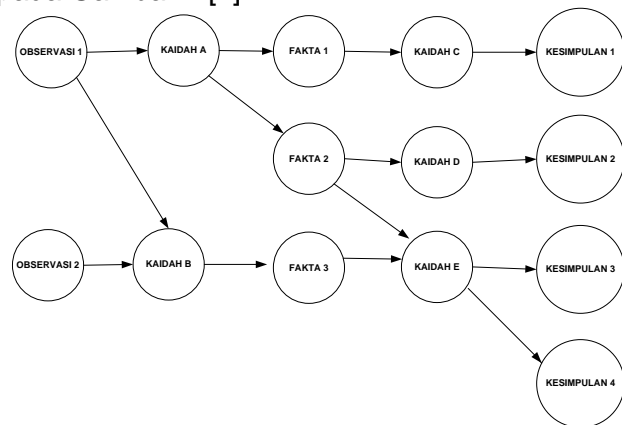 OBSERVASI 1
KAIDAH A
FAKTA 1
KAIDAH C
KESIMPULAN 1
FAKTA 2
KAIDAH D
KESIMPULAN 2
OBSERVASI 2
KAIDAH B
FAKTA 3
KAIDAH E
KESIMPULAN 3
KESIMPULAN 4